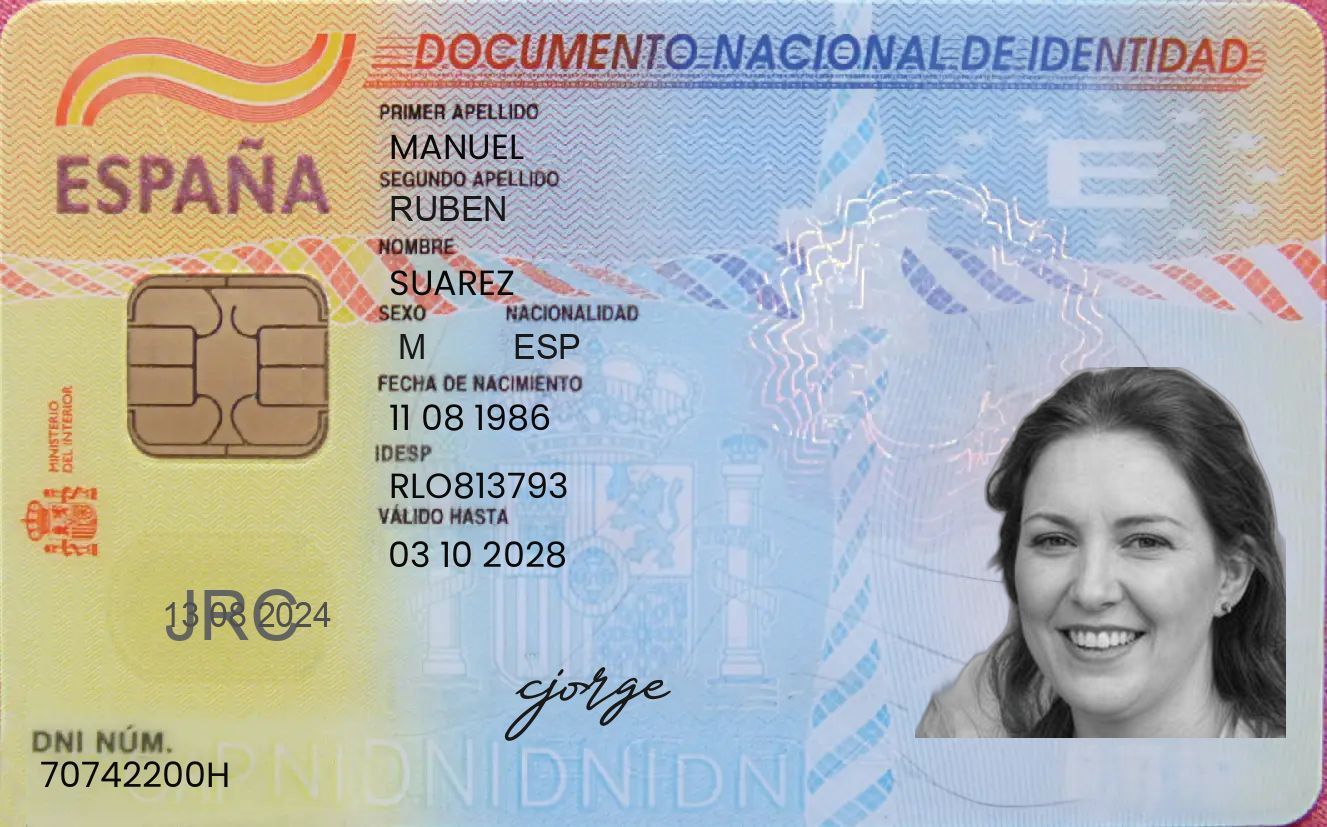 DOCUMENTO NACIONAL DE IDENTIDAD
ESPAÑA
PRIMER APELLIDO
MANUEL
SEGUNDO APELLIDO
RUBEN
NOMBRE
SUAREZ
SEXO NACIONALIDAD
M ESP
FECHA DE NACIMIENTO
11 08 1986
IDESP
RLO813793
VÁLIDO HASTA
03 10 2028
MINISTERIO
DEL INTERIOR
E
JRC
13 08 2024
cjorge
DNI NÚM.
70742200H
DNIDNIDNIDNI